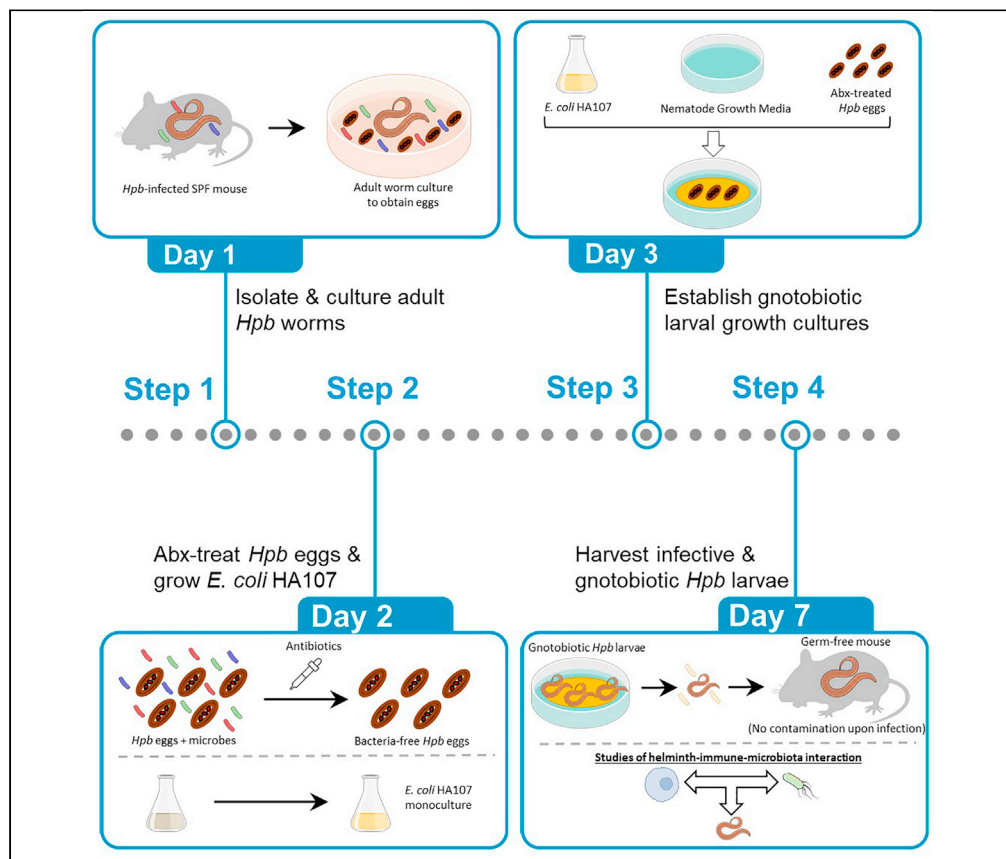 Hpb-infected SPF mouse
Adult worm culture
to obtain eggs
Day 1
Isolate & culture adult
Hpb worms
E. coli HA107
Nematode Growth Media
Abx-treated
Hpb eggs
Day 3
Establish gnotobiotic
larval growth cultures
Step 1
Step 2
Step 3
Step 4
Abx-treat Hpb eggs &
grow E. coli HA107
Day 2
Antibiotics
Hpb eggs + microbes
Bacteria-free Hpb eggs
E. coli HA107
monoculture
Harvest infective &
gnotobiotic Hpb larvae
Day 7
Gnotobiotic Hpb larvae
Germ-free mouse
(No contamination upon infection)
Studies of helminth-immune-microbiota interaction